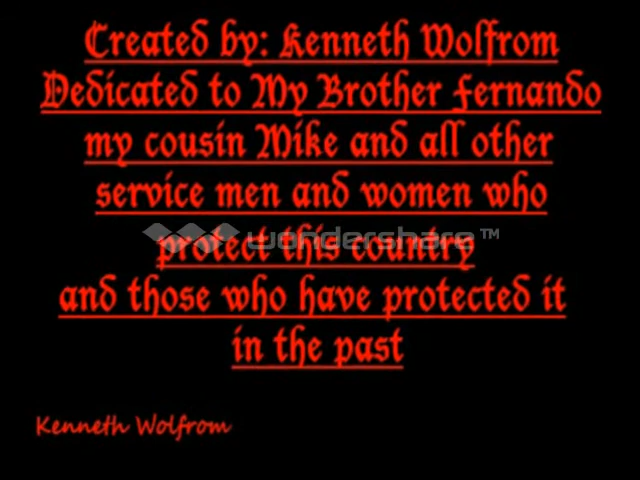 Created by: Kenneth Wolfrom
Dedicated to My Brother Fernando
my cousin Mike and all other
service men and women who
wondershare™
protect this country
and those who have protected it
in the past
Kenneth Wolfrom